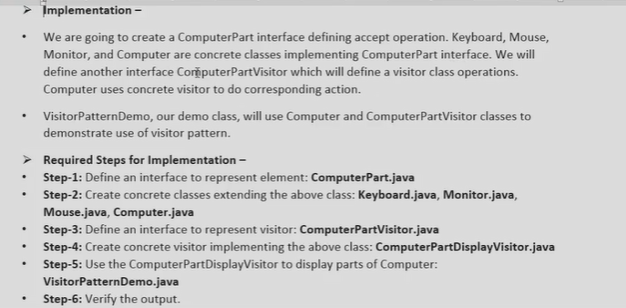 ➢ Implementation –
• We are going to create a ComputerPart interface defining accept operation. Keyboard, Mouse,
Monitor, and Computer are concrete classes implementing ComputerPart interface. We will
define another interface ComputerPartVisitor which will define a visitor class operations.
Computer uses concrete visitor to do corresponding action.
• VisitorPatternDemo, our demo class, will use Computer and ComputerPartVisitor classes to
demonstrate use of visitor pattern.
➢ Required Steps for Implementation –
• Step-1: Define an interface to represent element: ComputerPart.java
• Step-2: Create concrete classes extending the above class: Keyboard.java, Monitor.java,
Mouse.java, Computer.java
• Step-3: Define an interface to represent visitor: ComputerPartVisitor.java
• Step-4: Create concrete visitor implementing the above class: ComputerPartDisplayVisitor.java
• Step-5: Use the ComputerPartDisplayVisitor to display parts of Computer:
VisitorPatternDemo.java
• Step-6: Verify the output.